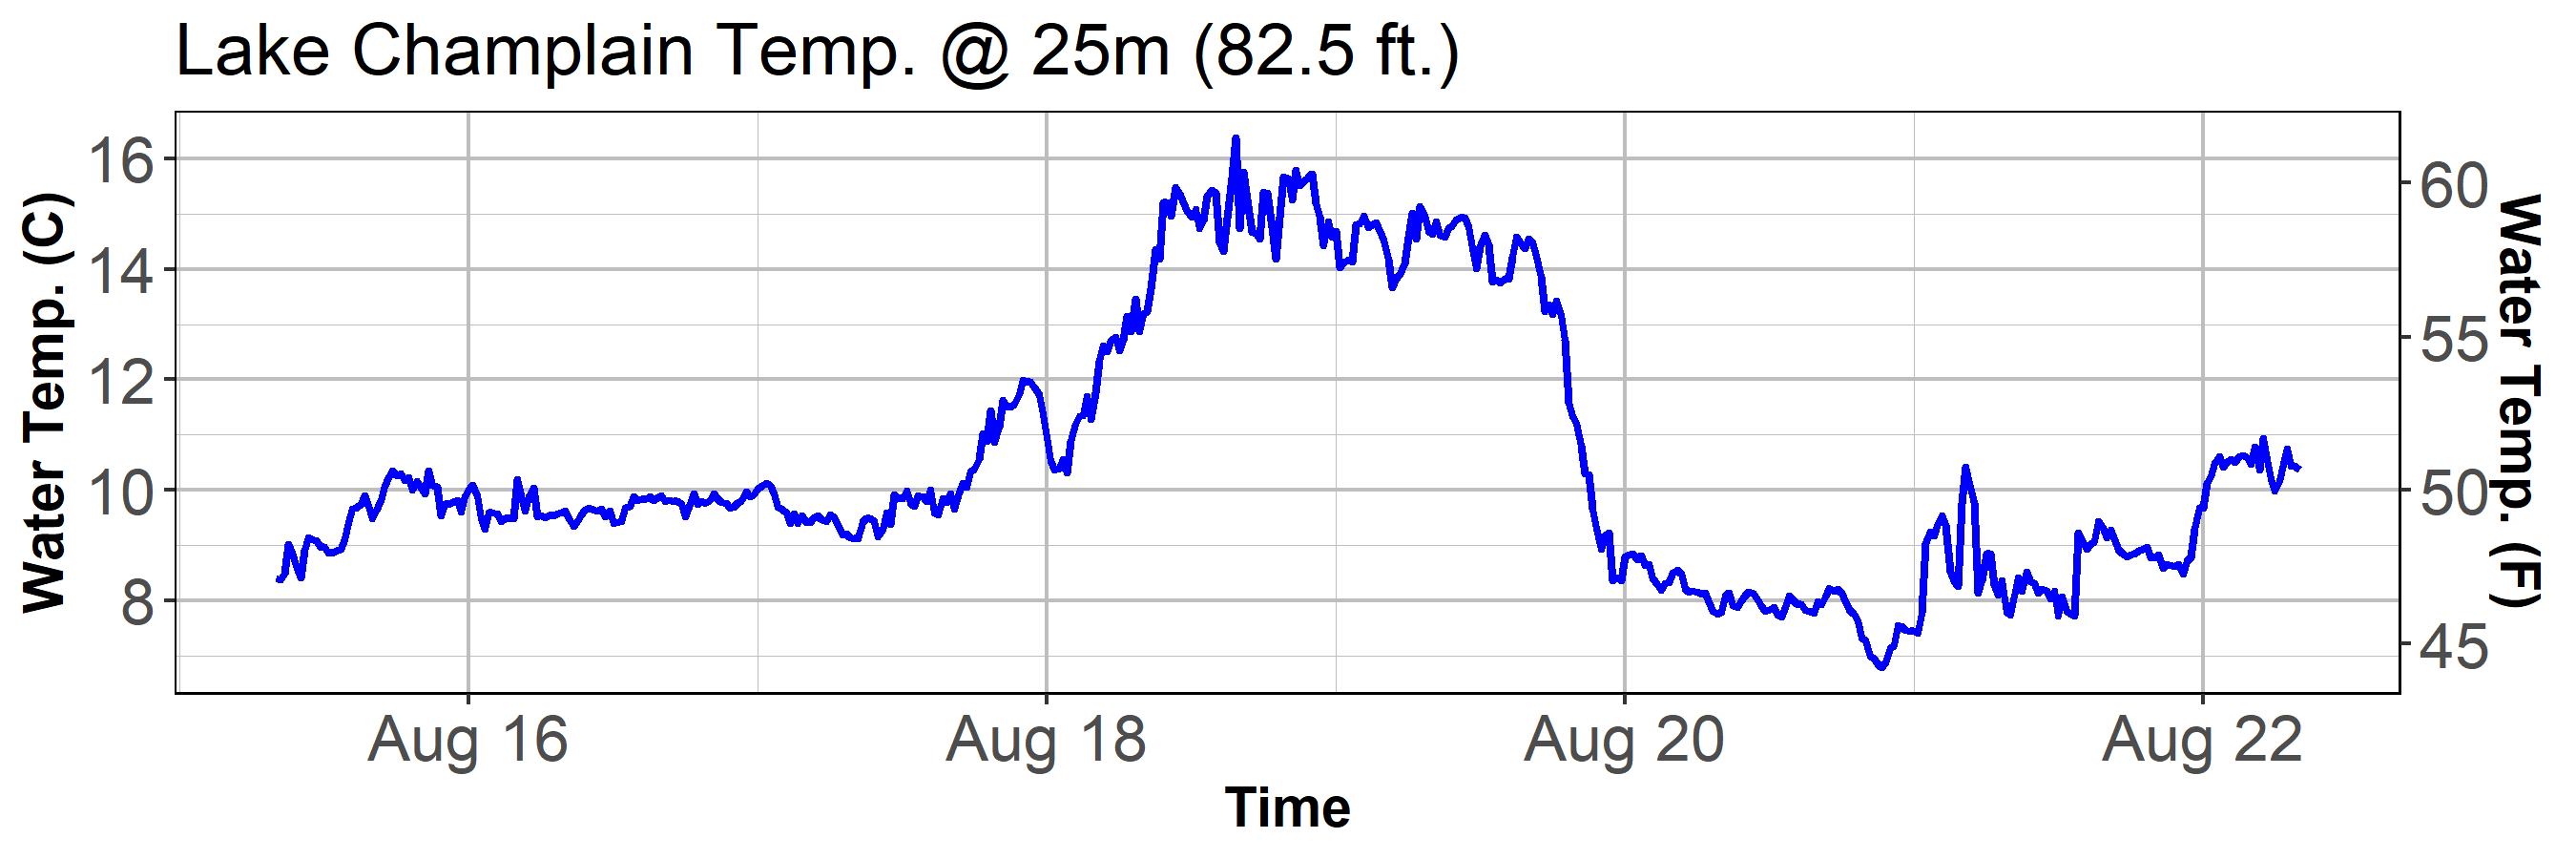 Lake Champlain Temp. @ 25m (82.5 ft.)
Water Temp. (C)
16
14
12
10
8
60
55
50
45
Water Temp. (F)
Aug 16 Aug 18 Aug 20 Aug 22
Time